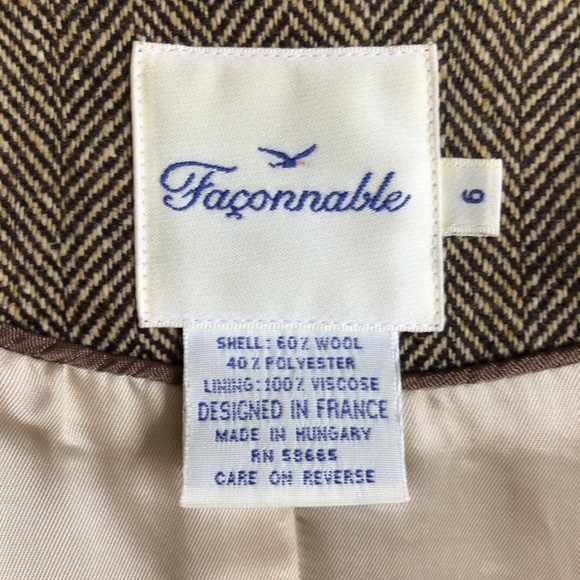 Façonnable
6
SHELL: 60% WOOL
40% POLYESTER
LINING: 100% VISCOSE
DESIGNED IN FRANCE
MADE IN HUNGARY
RN 58665
CARE ON REVERSE